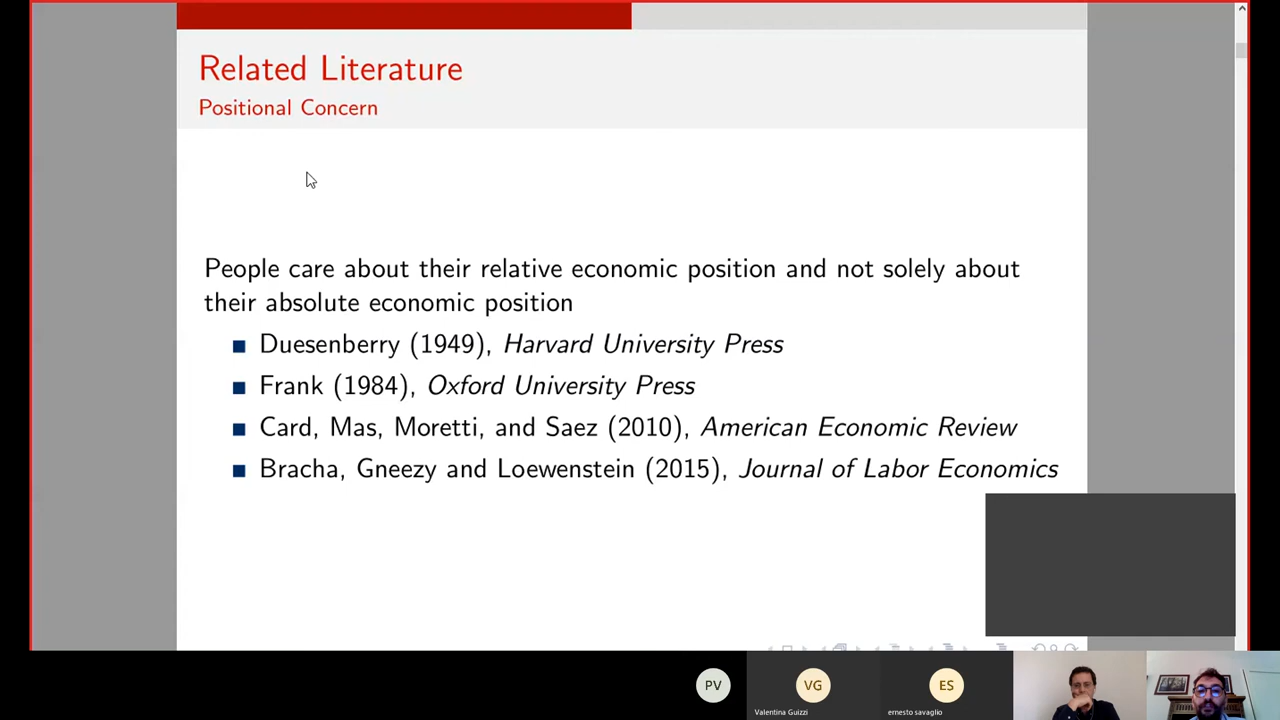 Related Literature
Positional Concern
People care about their relative economic position and not solely about
their absolute economic position
Duesenberry (1949), Harvard University Press
Frank (1984), Oxford University Press
Card, Mas, Moretti, and Saez (2010), American Economic Review
Bracha, Gneezy and Loewenstein (2015), Journal of Labor Economics
PV
VG
ES
Valentina Guizzi
ernesto savaglio